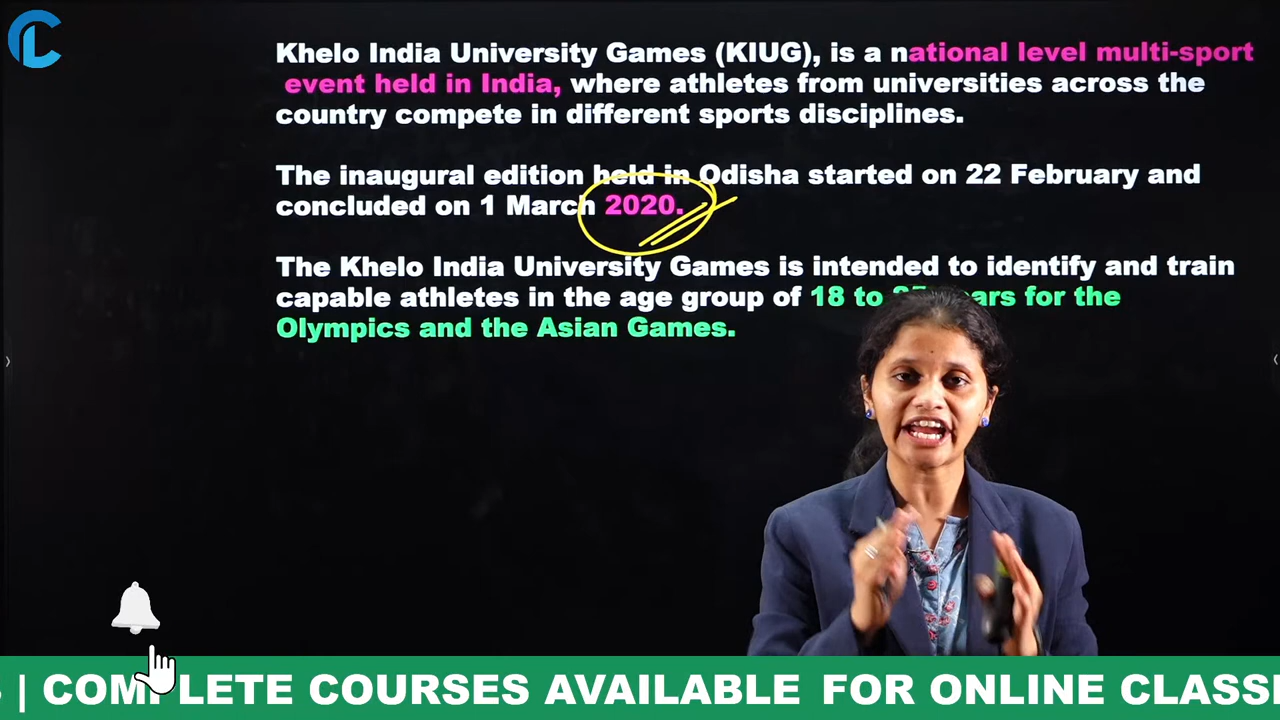 Khelo India University Games (KIUG), is a national level multi-sport
event held in India, where athletes from universities across the
country compete in different sports disciplines.
The inaugural edition held in Odisha started on 22 February and
concluded on 1 March 2020.
The Khelo India University Games is intended to identify and train
capable athletes in the age group of 18 to for the
Olympics and the Asian Games.
| COMPLETE COURSES AVAILABLE FOR ONLINE